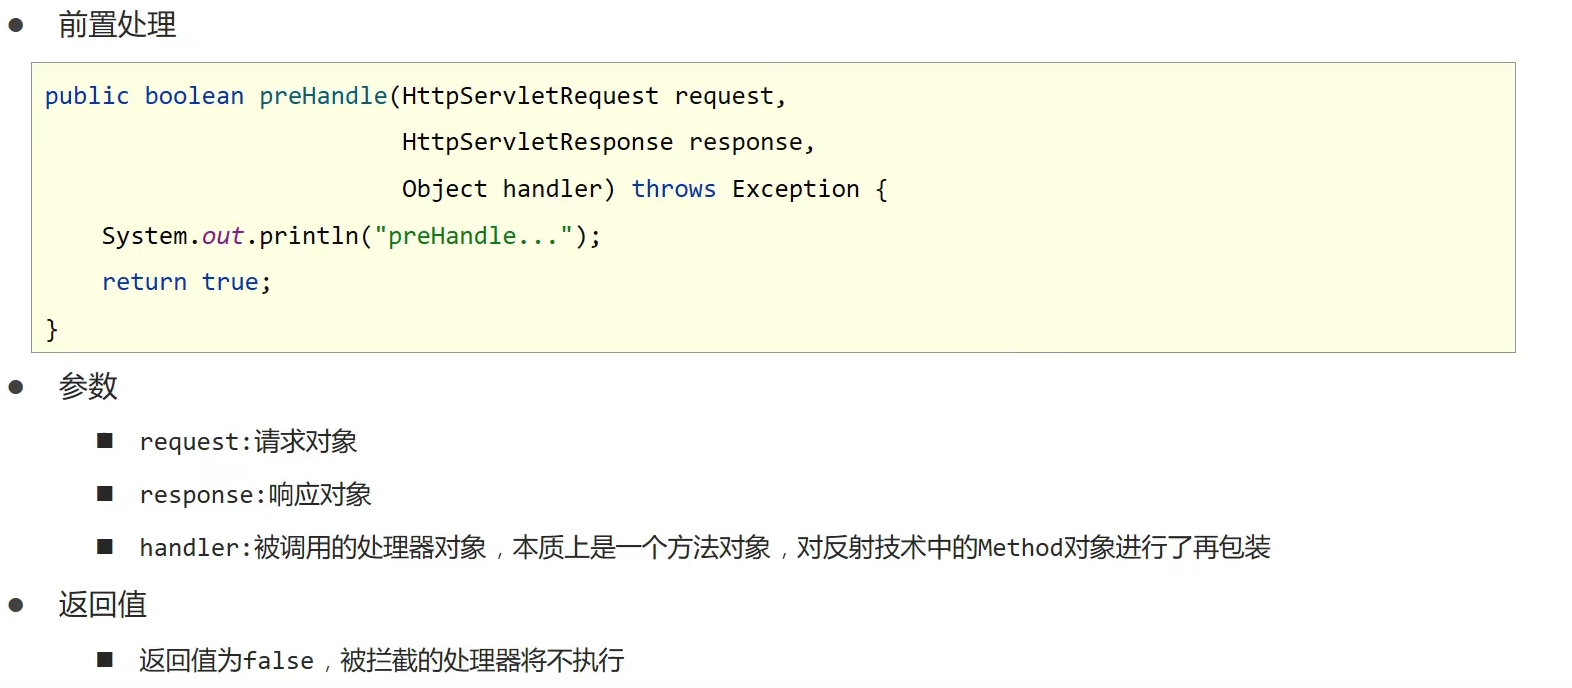 ● 前置处理
public boolean preHandle(HttpServletRequest request,
                         HttpServletResponse response,
                         Object handler) throws Exception {
    System.out.println("preHandle...");
    return true;
}
● 参数
■ request:请求对象
■ response:响应对象
■ handler:被调用的处理器对象，本质上是一个方法对象，对反射技术中的Method对象进行了再包装
● 返回值
■ 返回值为false，被拦截的处理器将不执行